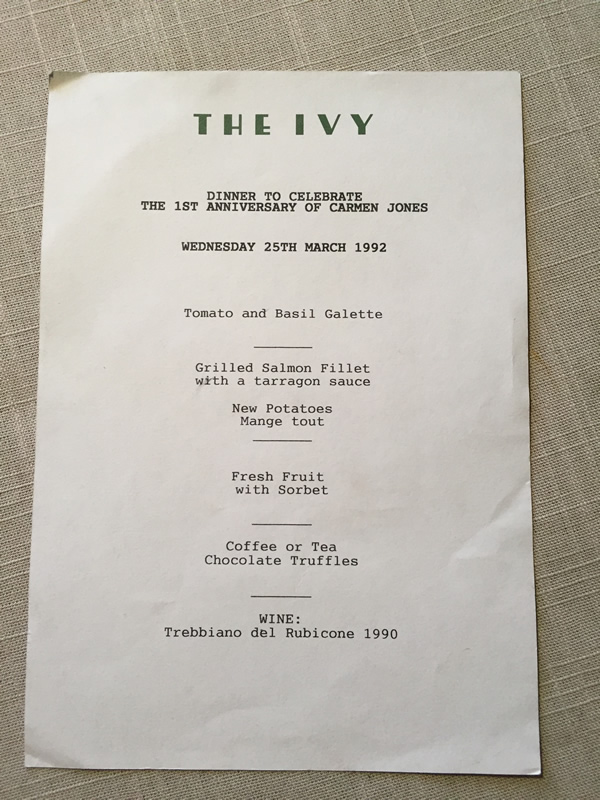 THE IVY
DINNER TO CELEBRATE
THE 1ST ANNIVERSARY OF CARMEN JONES
WEDNESDAY 25TH MARCH 1992
Tomato and Basil Galette
Grilled Salmon Fillet
with a tarragon sauce
New Potatoes
Mange tout
Fresh Fruit
with Sorbet
Coffee or Tea
Chocolate Truffles
WINE:
Trebbiano del Rubicone 1990